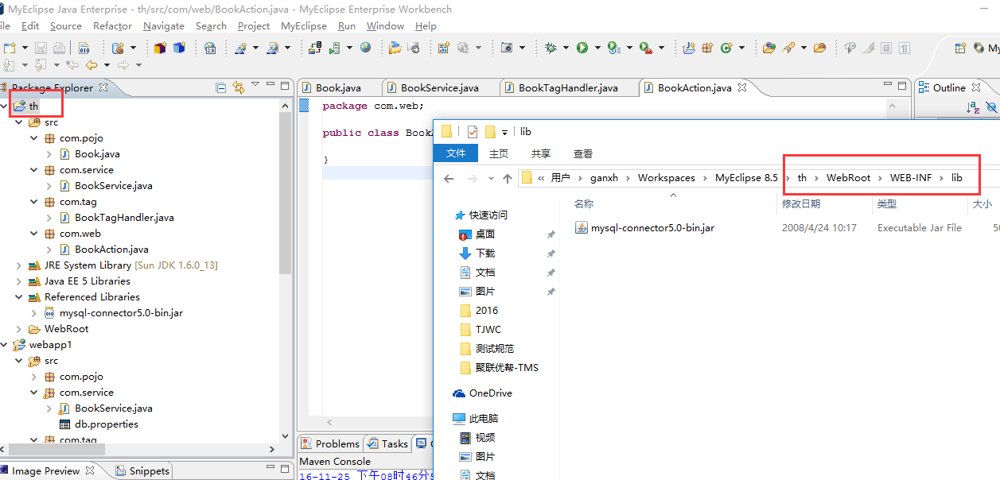 MyEclipse Java Enterprise - th/src/com/web/BookAction.java - MyEclipse Enterprise Workbench
ile Edit Source Refactor Navigate Search Project MyEclipse Run Window Help
My
Package Explorer
Book.java BookService.java BookTagHandler.java BookAction.java
Outline
th
src
com.pojo
Book.java
com.service
BookService.java
com.tag
BookTagHandler.java
com.web
BookAction.java
JRE System Library [Sun JDK 1.6.0_13]
Java EE 5 Libraries
Referenced Libraries
mysql-connector5.0-bin.jar
WebRoot
webapp1
src
com.pojo
com.service
BookService.java
db.properties
com.tag
Image Preview Snippets
package com.web;
public class BookA
}
Problems Tasks
Maven Console
16-11-25 下午08时46分
lib
文件 主页 共享 查看
« 用户 › ganxh › Workspaces › MyEclipse 8.5 › th › WebRoot › WEB-INF › lib
名称 修改日期 类型 大小
mysql-connector5.0-bin.jar 2008/4/24 10:17 Executable Jar File 50
快速访问
桌面
下载
文档
图片
2016
TJWC
测试规范
聚联优帮-TMS
OneDrive
此电脑
视频
图片
文档